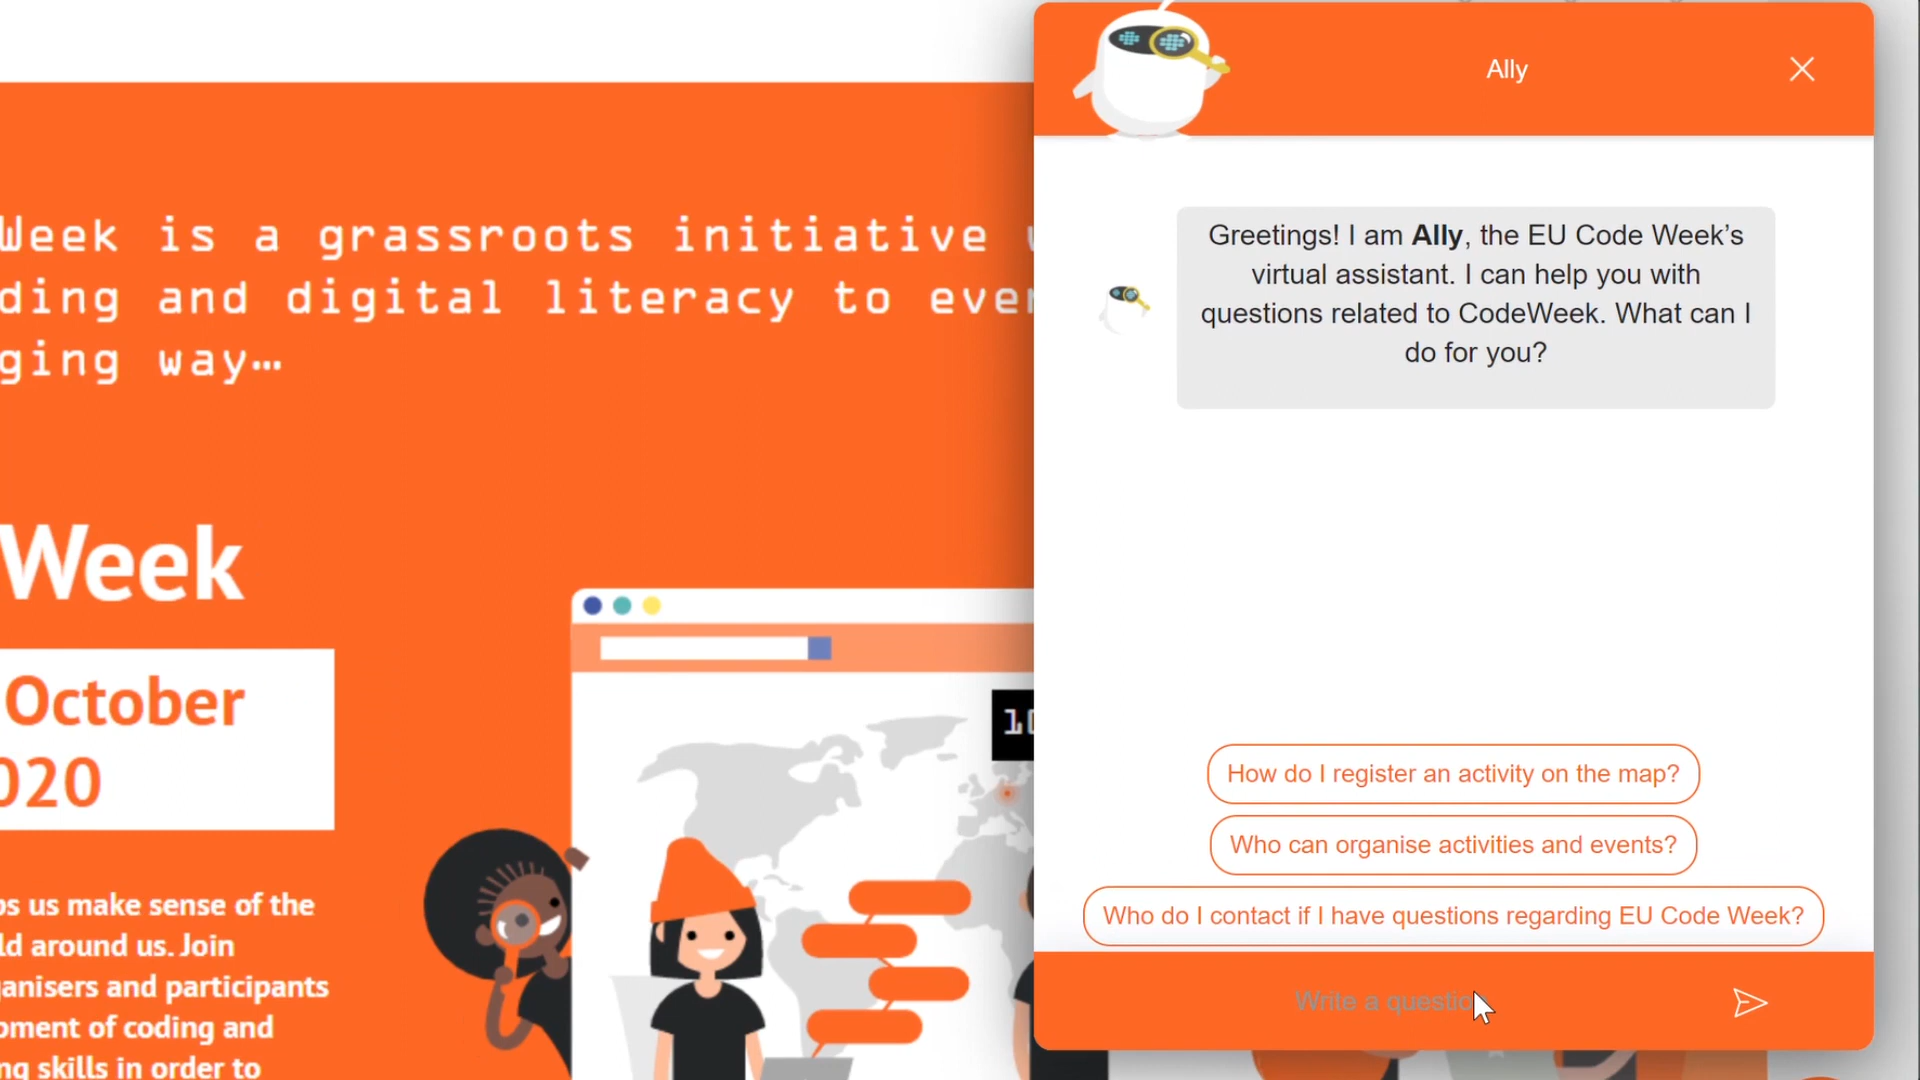 Week is a grassroots initiative
ding and digital literacy to ever
ging way…
Week
October
020
os us make sense of the
ld around us. Join
ganisers and participants
pment of coding and
ng skills in order to
10
Ally
Greetings! I am Ally, the EU Code Week’s
virtual assistant. I can help you with
questions related to CodeWeek. What can I
do for you?
How do I register an activity on the map?
Who can organise activities and events?
Who do I contact if I have questions regarding EU Code Week?
Write a questio